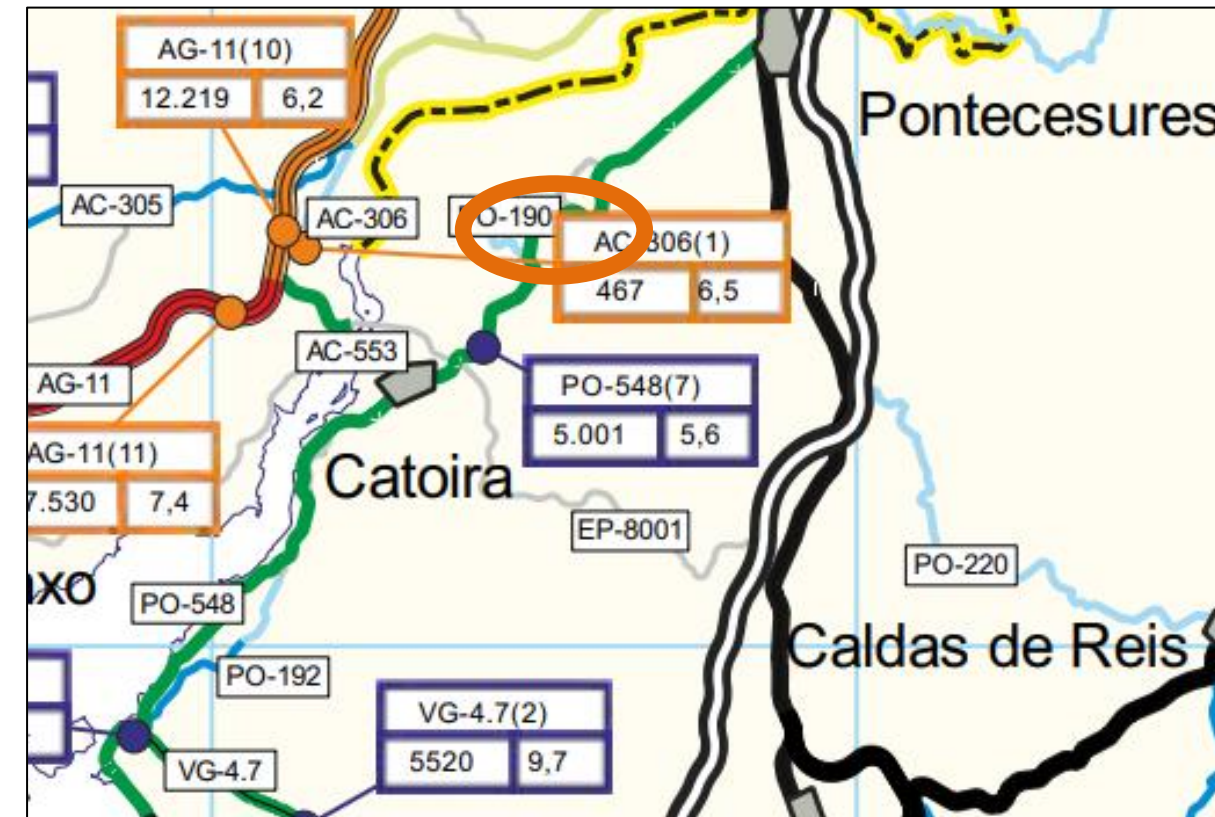 AG-11(10)
12.219 6,2
Pontecesures
AC-305
AC-306
PO-190
AC-306(1)
467 6,5
AC-553
AG-11
PO-548(7)
5.001 5,6
AG-11(11)
7.530 7,4
Catoira
EP-8001
PO-220
xo
PO-548
Caldas de Reis
PO-192
VG-4.7(2)
5520 9,7
VG-4.7